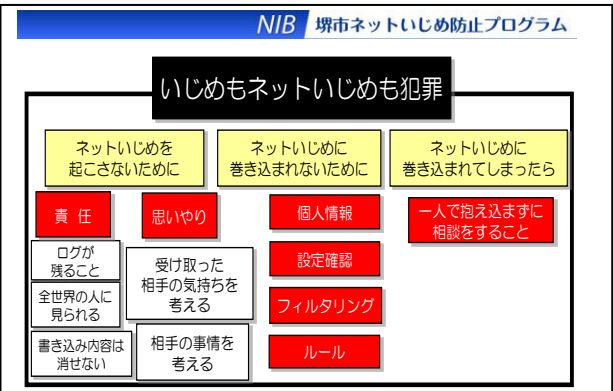 NIB 堺市ネットいじめ防止プログラム
いじめもネットいじめも犯罪
ネットいじめを
起こさないために
ネットいじめに
巻き込まれないために
ネットいじめに
巻き込まれてしまったら
責 任
思いやり
個人情報
一人で抱え込まずに
相談をすること
ログが
残ること
受け取った
相手の気持ちを
考える
設定確認
全世界の人に
見られる
フィルタリング
書き込み内容は
消せない
相手の事情を
考える
ルール